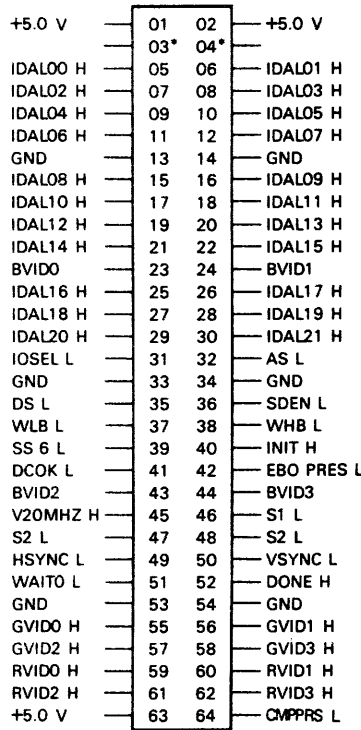 +5.0 V 01 02 +5.0 V
03* 04*
IDAL00 H 05 06 IDAL01 H
IDAL02 H 07 08 IDAL03 H
IDAL04 H 09 10 IDAL05 H
IDAL06 H 11 12 IDAL07 H
GND 13 14 GND
IDAL08 H 15 16 IDAL09 H
IDAL10 H 17 18 IDAL11 H
IDAL12 H 19 20 IDAL13 H
IDAL14 H 21 22 IDAL15 H
BVID0 23 24 BVID1
IDAL16 H 25 26 IDAL17 H
IDAL18 H 27 28 IDAL19 H
IDAL20 H 29 30 IDAL21 H
IOSEL L 31 32 AS L
GND 33 34 GND
DS L 35 36 SDEN L
WLB L 37 38 WHB L
SS 6 L 39 40 INIT H
DCOK L 41 42 EBO PRES L
BVID2 43 44 BVID3
V20MHZ H 45 46 S1 L
S2 L 47 48 S2 L
HSYNC L 49 50 VSYNC L
WAIT0 L 51 52 DONE H
GND 53 54 GND
GVID0 H 55 56 GVID1 H
GVID2 H 57 58 GVID3 H
RVID0 H 59 60 RVID1 H
RVID2 H 61 62 RVID3 H
+5.0 V 63 64 CMPPRS L